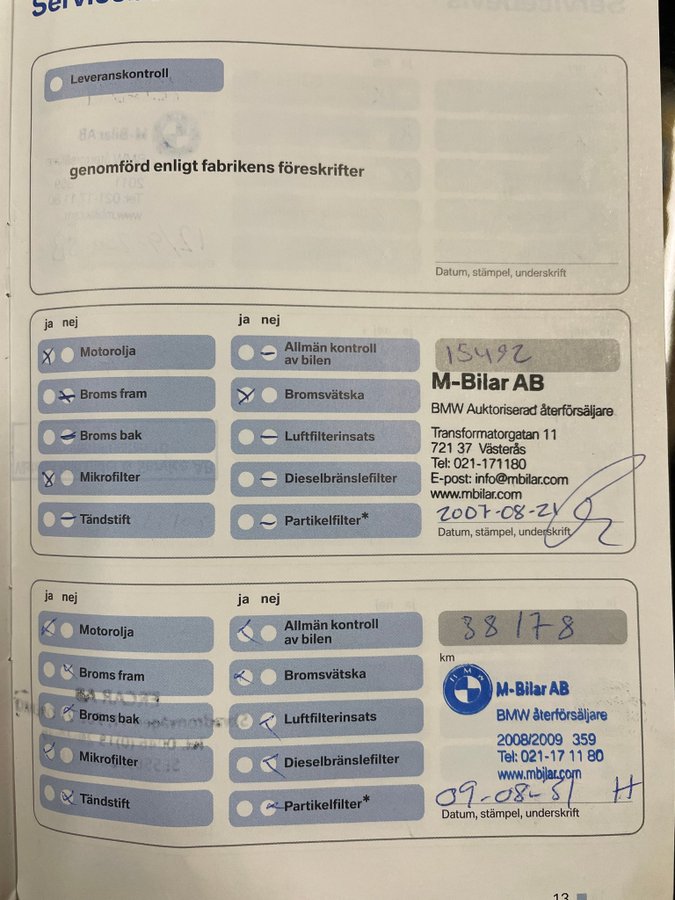 Leveranskontroll
genomförd enligt fabrikens föreskrifter
Datum, stämpel, underskrift
ja nej
ja nej
Motorolja
Broms fram
Broms bak
Mikrofilter
Tändstift
Allmän kontroll
av bilen
Bromsvätska
Luftfilterinsats
Dieselbränslefilter
Partikelfilter*
15492
M-Bilar AB
BMW Auktoriserad återförsäljare
Transformatorgatan 11
721 37 Västerås
Tel: 021-171180
E-post: info@mbilar.com
www.mbilar.com
2007-08-21
Datum, stämpel, underskrift
ja nej
ja nej
Motorolja
Broms fram
Broms bak
Mikrofilter
Tändstift
Allmän kontroll
av bilen
Bromsvätska
Luftfilterinsats
Dieselbränslefilter
Partikelfilter*
38178
km
BMW
M-Bilar AB
BMW återförsäljare
2008/2009 359
Tel: 021-17 11 80
www.mbilar.com
09-08-31
Datum, stämpel, underskrift
13